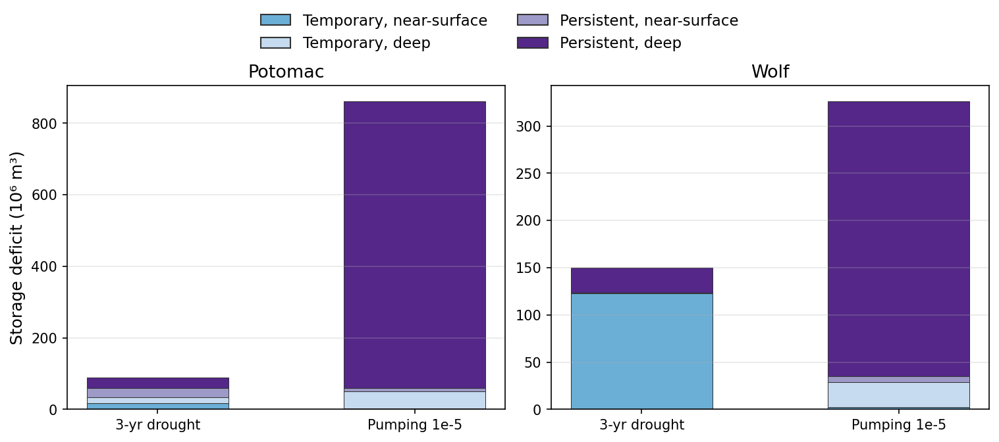 Temporary, near-surface
Temporary, deep
Persistent, near-surface
Persistent, deep
Potomac
Storage deficit (10⁶ m³)
800
600
400
200
0
3-yr drought
Pumping 1e-5
Wolf
300
250
200
150
100
50
0
3-yr drought
Pumping 1e-5